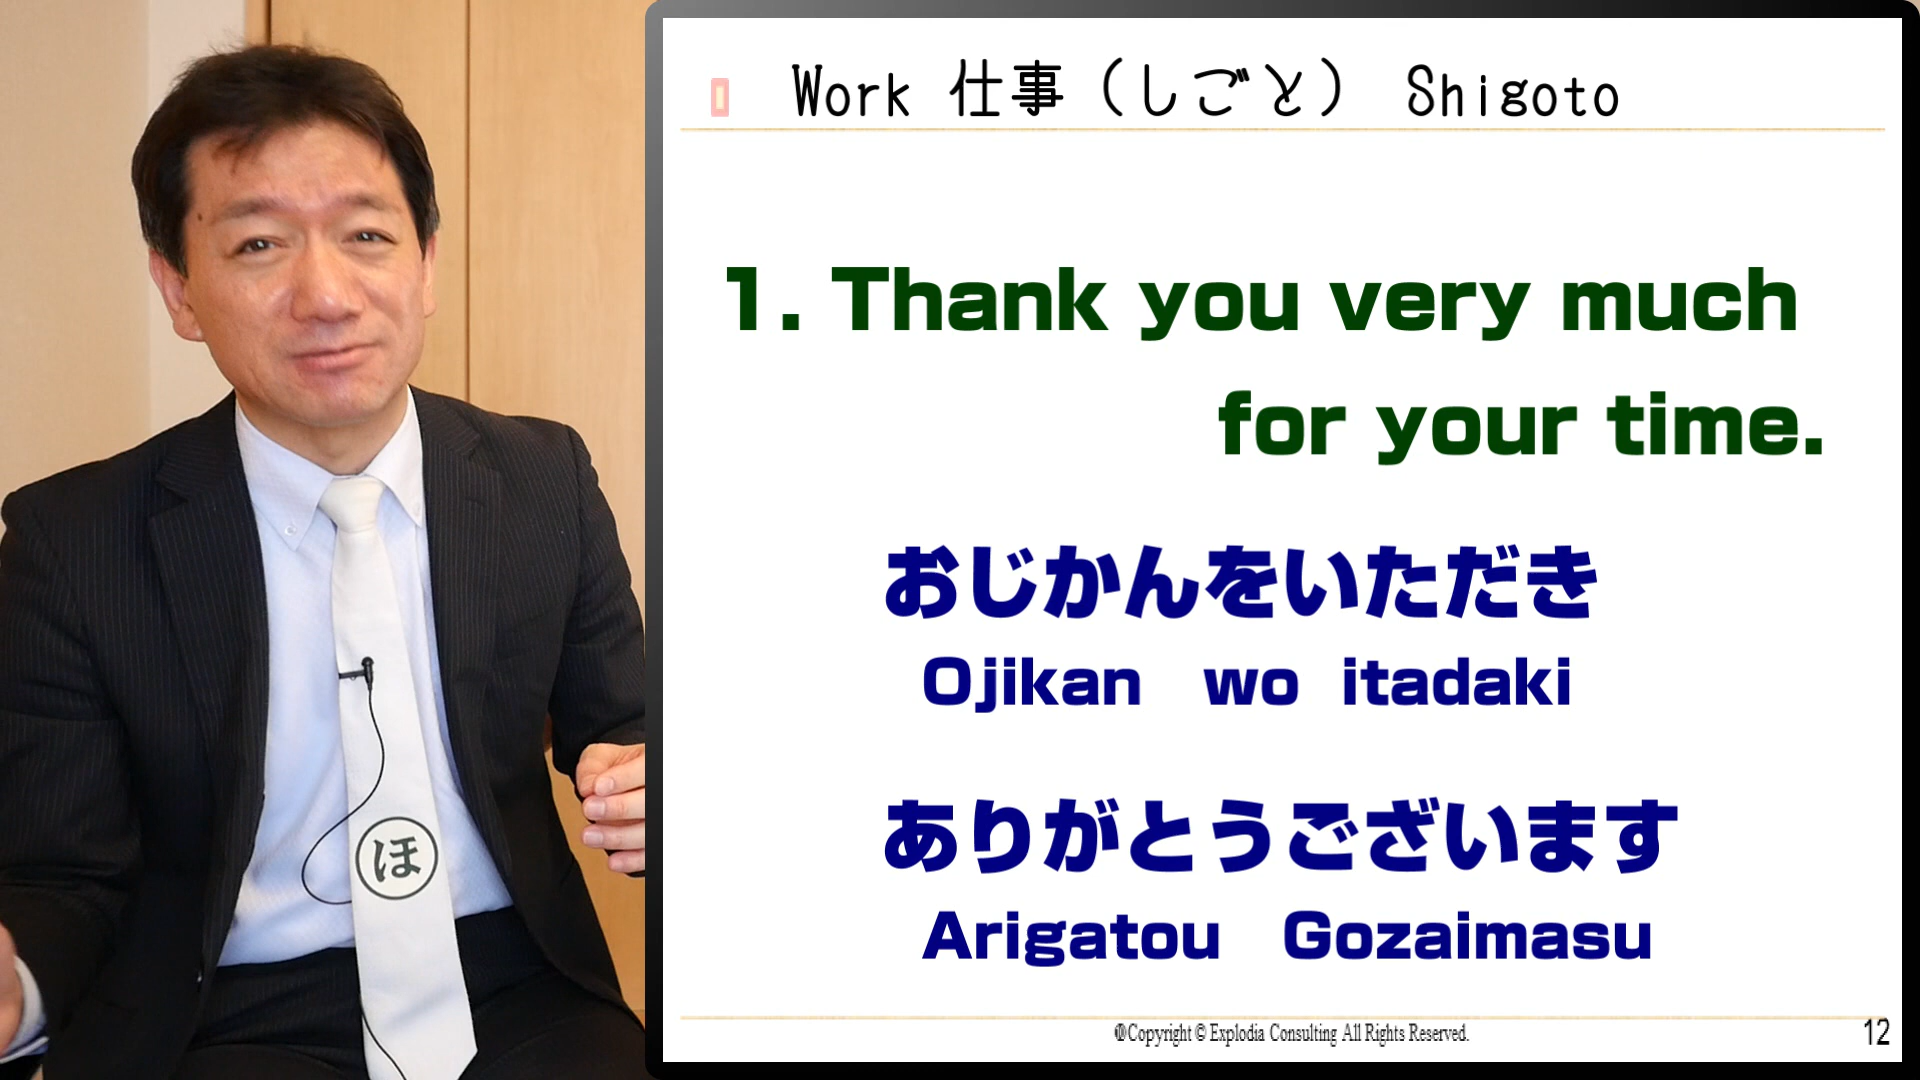 Work 仕事（しごと） Shigoto
1. Thank you very much
for your time.
おじかんをいただき
Ojikan wo itadaki
ありがとうございます
Arigatou Gozaimasu
ほ
Copyright © Explodia Consulting All Rights Reserved.
12